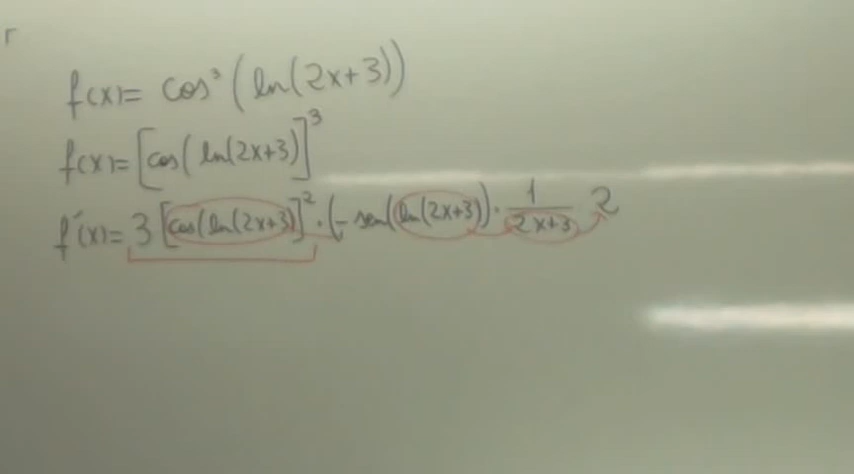 f(x)= cos³(ln(2x+3))
f(x)= [cos(ln(2x+3)]³
f'(x)= 3[cos(ln(2x+3)]²·(-sen(ln(2x+3))·1/(2x+3) 2